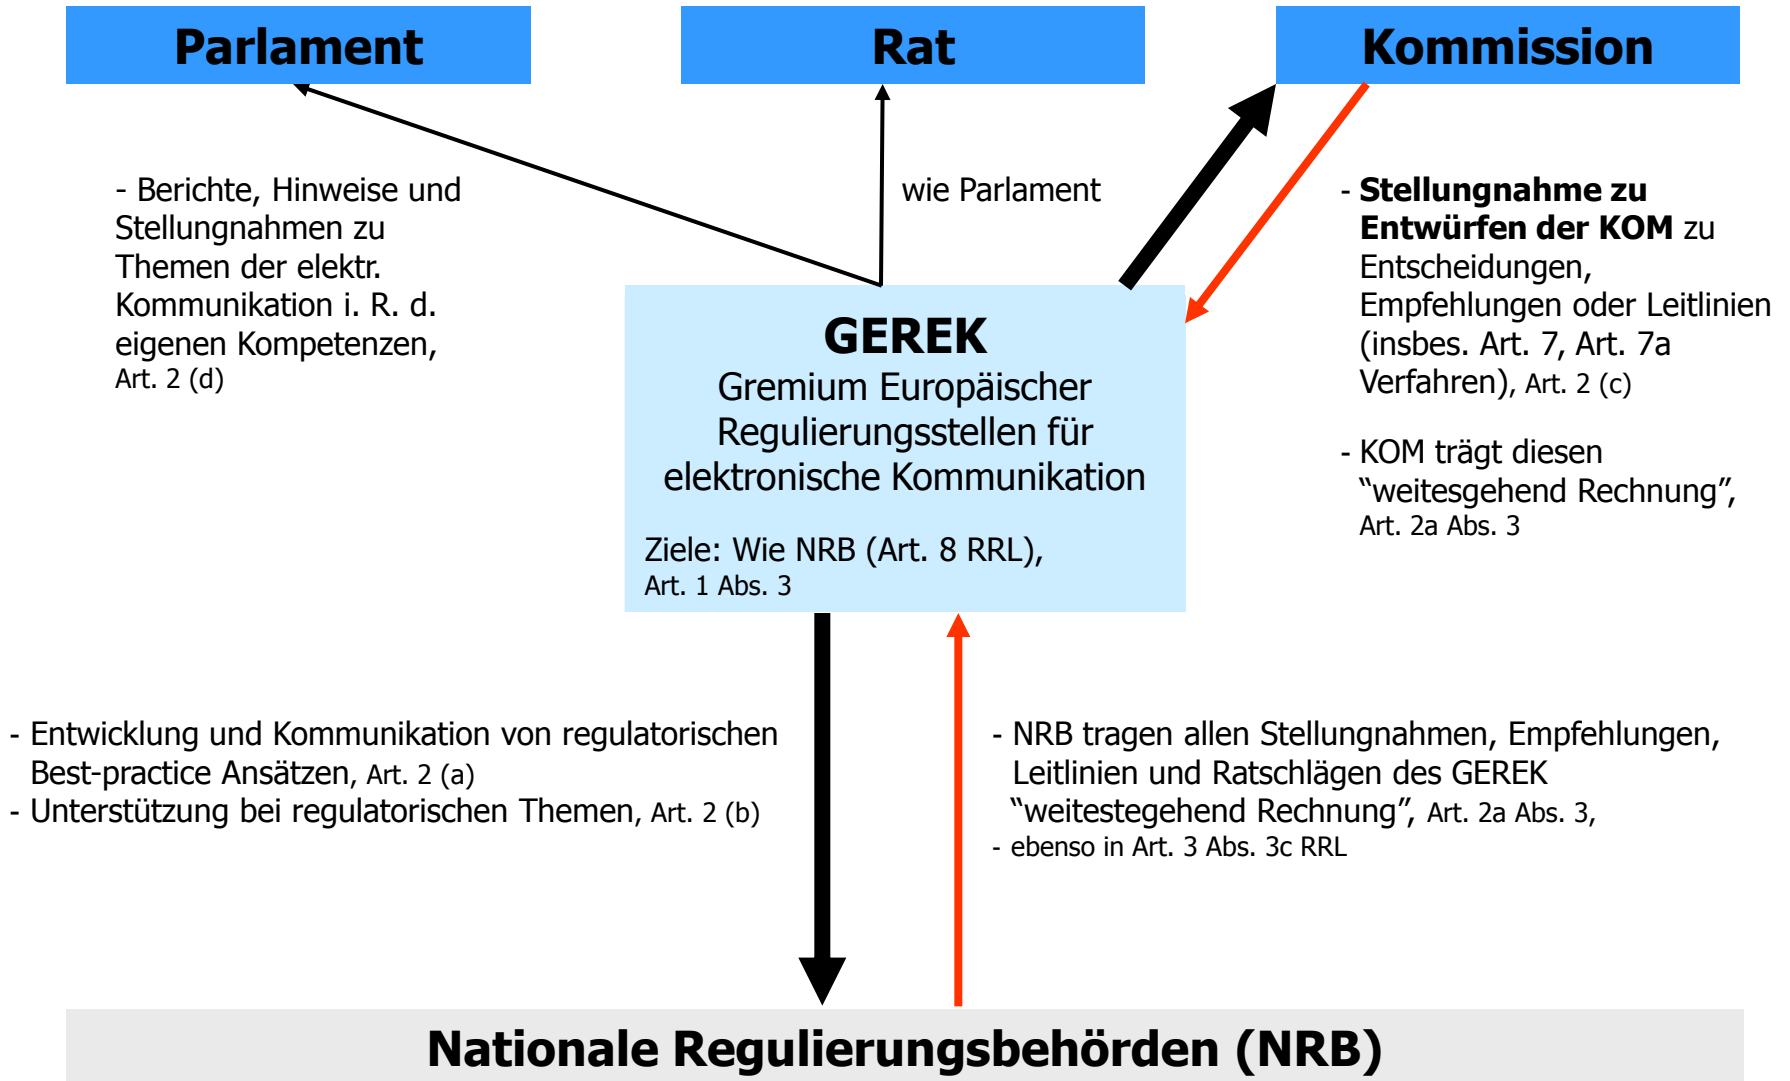 Parlament
Rat
Kommission
- Berichte, Hinweise und
Stellungnahmen zu
Themen der elektr.
Kommunikation i. R. d.
eigenen Kompetenzen,
Art. 2 (d)
wie Parlament
- Stellungnahme zu
Entwürfen der KOM zu
Entscheidungen,
Empfehlungen oder Leitlinien
(insbes. Art. 7, Art. 7a
Verfahren), Art. 2 (c)
- KOM trägt diesen
“weitesgehend Rechnung”,
Art. 2a Abs. 3
GEREK
Gremium Europäischer
Regulierungsstellen für
elektronische Kommunikation
Ziele: Wie NRB (Art. 8 RRL),
Art. 1 Abs. 3
- Entwicklung und Kommunikation von regulatorischen
Best-practice Ansätzen, Art. 2 (a)
- Unterstützung bei regulatorischen Themen, Art. 2 (b)
- NRB tragen allen Stellungnahmen, Empfehlungen,
Leitlinien und Ratschlägen des GEREK
“weitestegehend Rechnung”, Art. 2a Abs. 3,
- ebenso in Art. 3 Abs. 3c RRL
Nationale Regulierungsbehörden (NRB)